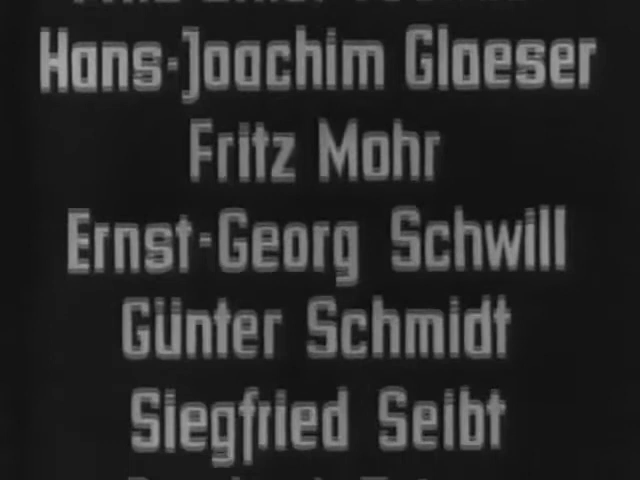 Hans-Joachim Glaeser
Fritz Mohr
Ernst-Georg Schwill
Günter Schmidt
Siegfried Seibt